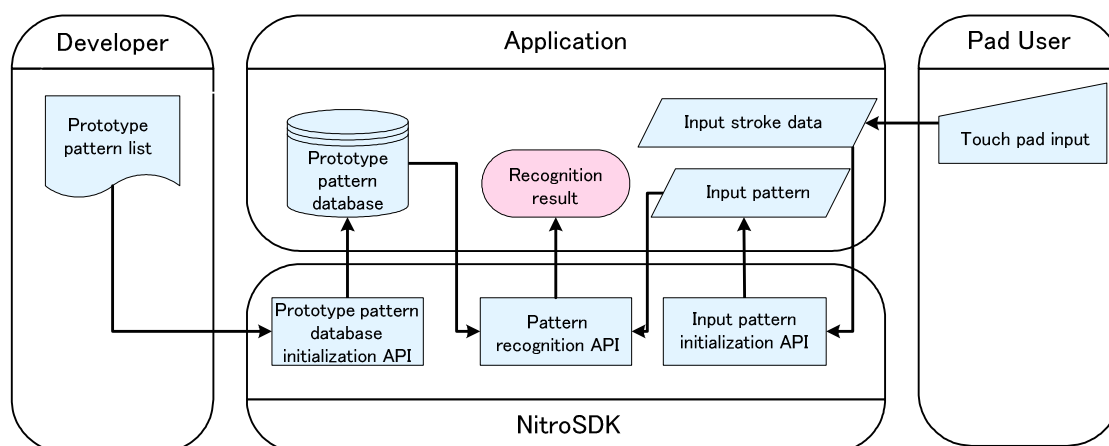 Developer
Application
Pad User
Prototype
pattern list
Prototype
pattern
database
Recognition
result
Input stroke data
Input pattern
Touch pad input
Prototype pattern
database
initialization API
Pattern
recognition API
Input pattern
initialization API
NitroSDK